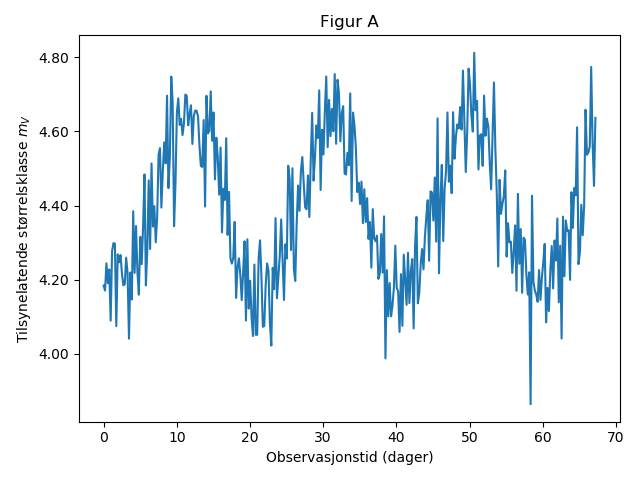 Figur A
Tilsynelatende størrelsklasse $m_V$
4.80
4.60
4.40
4.20
4.00
0 10 20 30 40 50 60 70
Observasjonstid (dager)